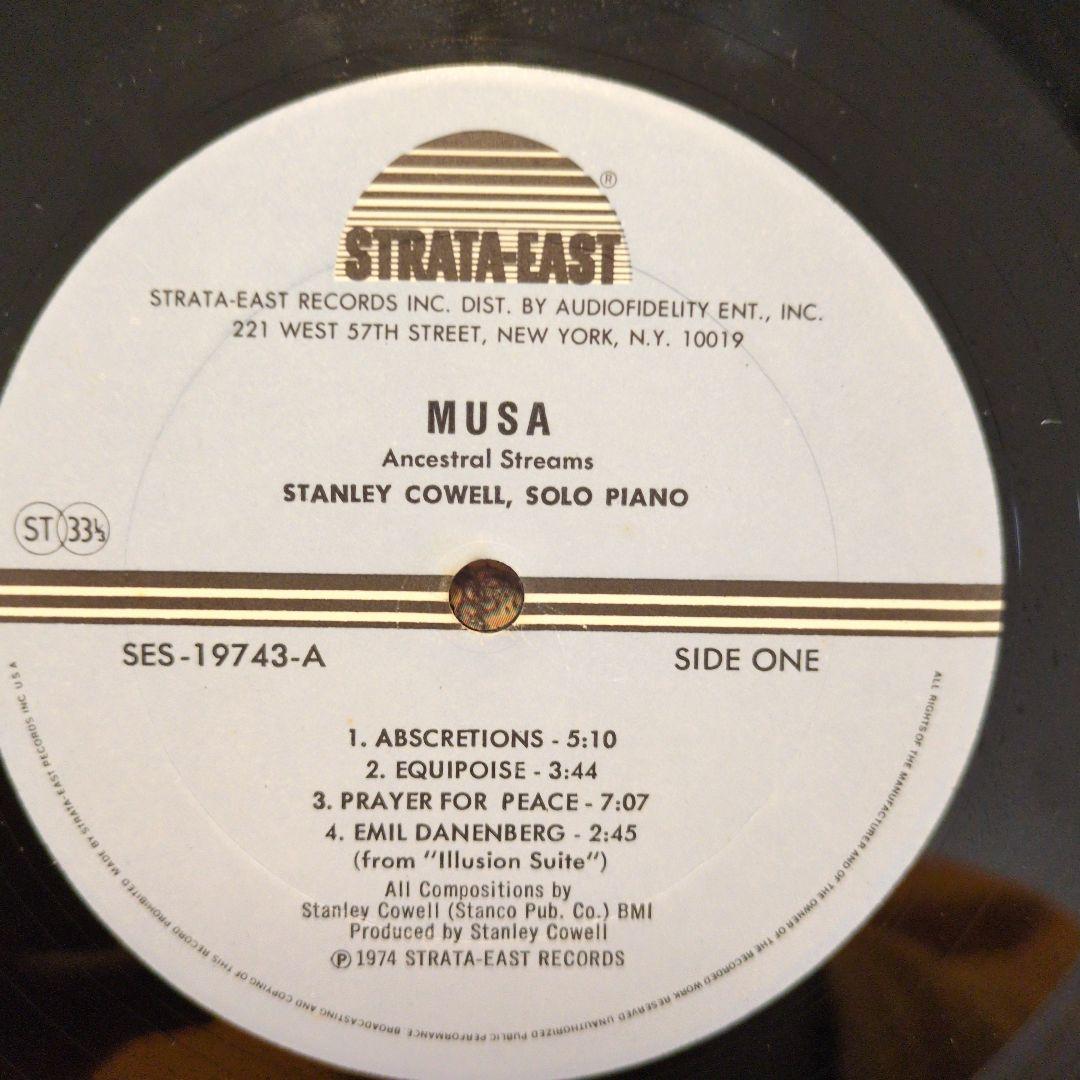 ®
STRATA-EAST
STRATA-EAST RECORDS INC. DIST. BY AUDIOFIDELITY ENT., INC.
221 WEST 57TH STREET, NEW YORK, N.Y. 10019
MUSA
Ancestral Streams
STANLEY COWELL, SOLO PIANO
ST 33⅓
SES-19743-A SIDE ONE
1. ABSCRETIONS - 5:10
2. EQUIPOISE - 3:44
3. PRAYER FOR PEACE - 7:07
4. EMIL DANENBERG - 2:45
(from "Illusion Suite")
All Compositions by
Stanley Cowell (Stanco Pub. Co.) BMI
Produced by Stanley Cowell
Ⓟ 1974 STRATA-EAST RECORDS
ALL RIGHTS OF THE MANUFACTURER AND OF THE OWNER OF THE RECORDED WORK RESERVED UNAUTHORIZED PUBLIC PERFORMANCE BROADCASTING AND COPYING OF THIS RECORD PROHIBITED MADE BY STRATA-EAST RECORDS INC USA